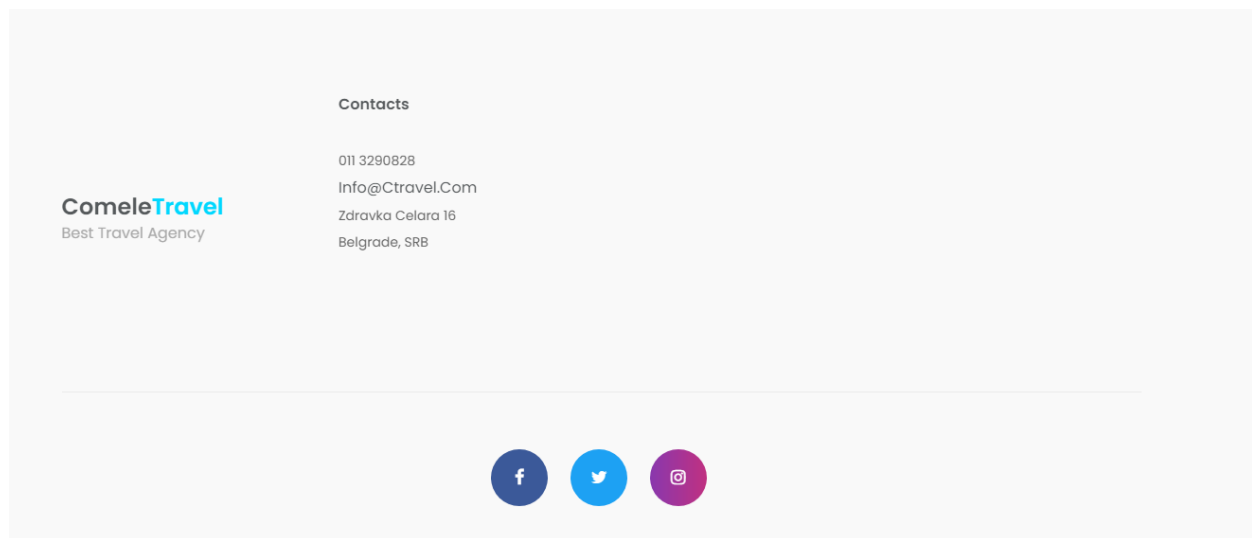 Contacts
011 3290828
Info@Ctravel.Com
Zdravka Celara 16
Belgrade, SRB
ComeleTravel
Best Travel Agency